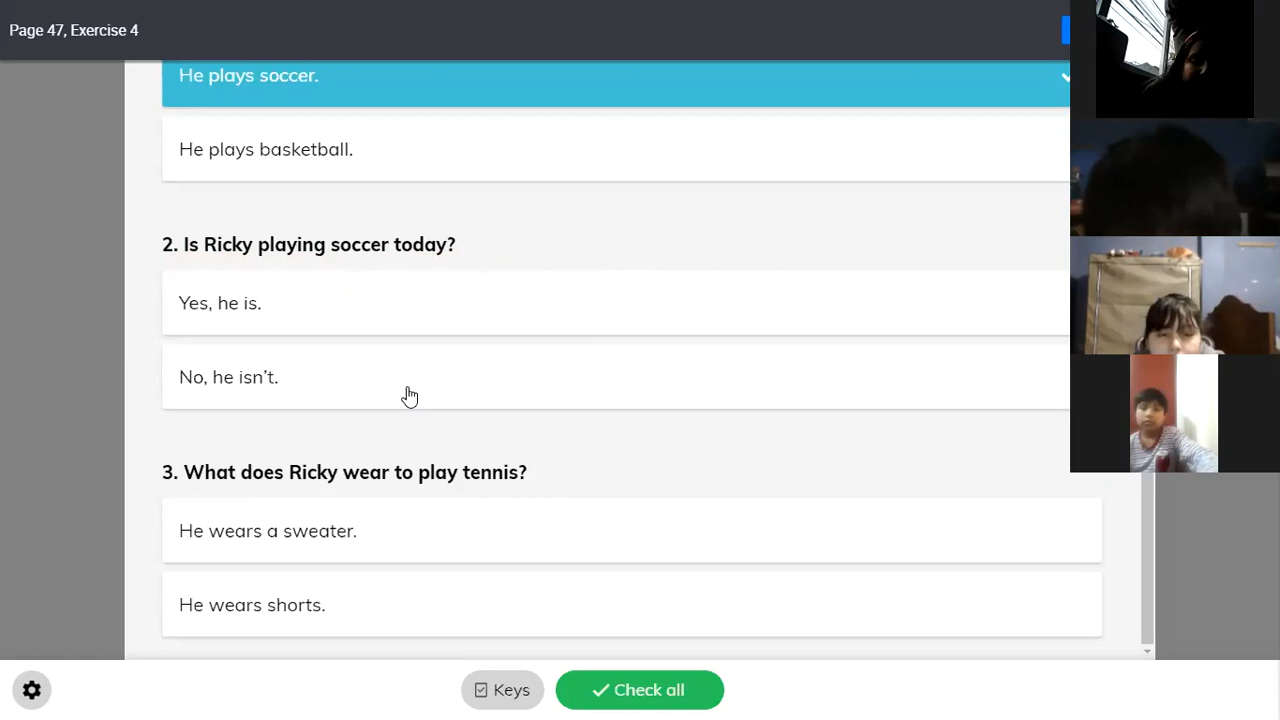 Page 47, Exercise 4
He plays soccer.
He plays basketball.
2. Is Ricky playing soccer today?
Yes, he is.
No, he isn't.
3. What does Ricky wear to play tennis?
He wears a sweater.
He wears shorts.
Keys
Check all